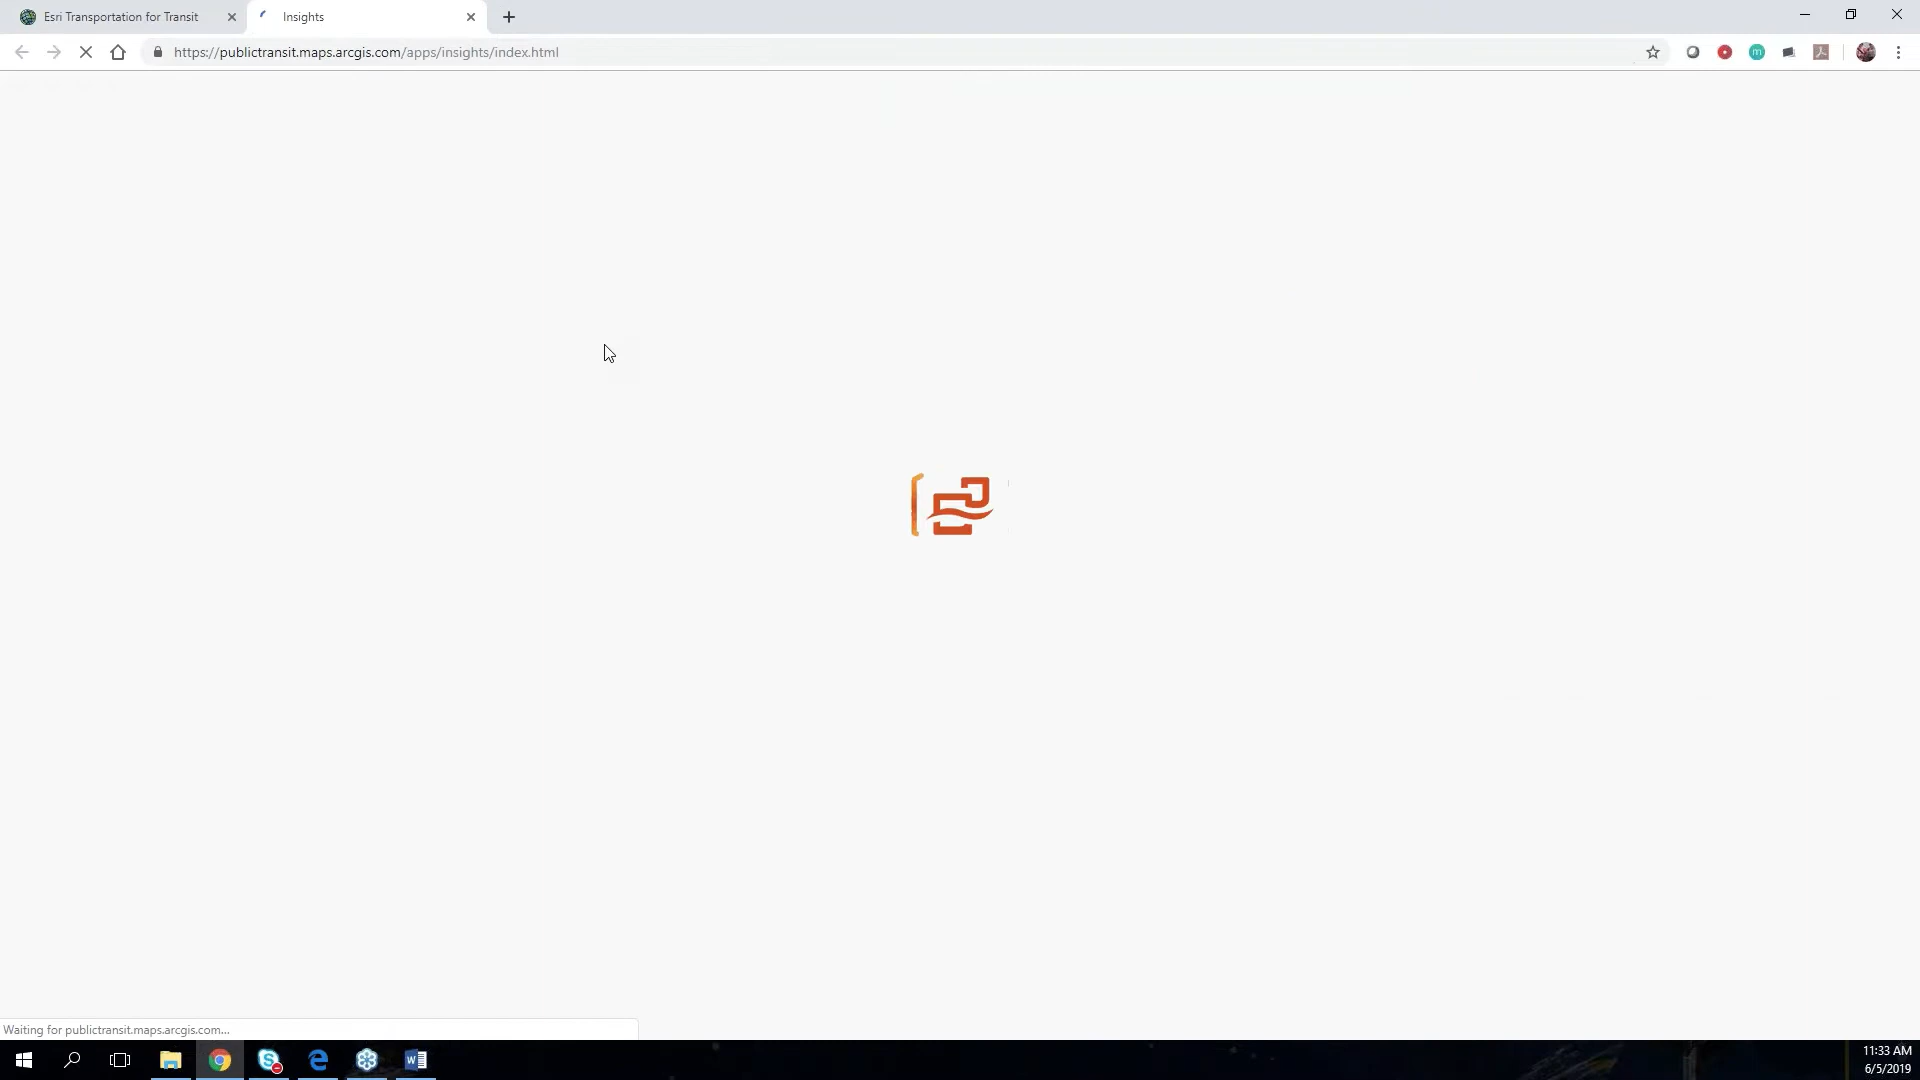 Esri Transportation for Transit
Insights
https://publictransit.maps.arcgis.com/apps/insights/index.html
m
Waiting for publictransit.maps.arcgis.com...
11:33 AM
6/5/2019